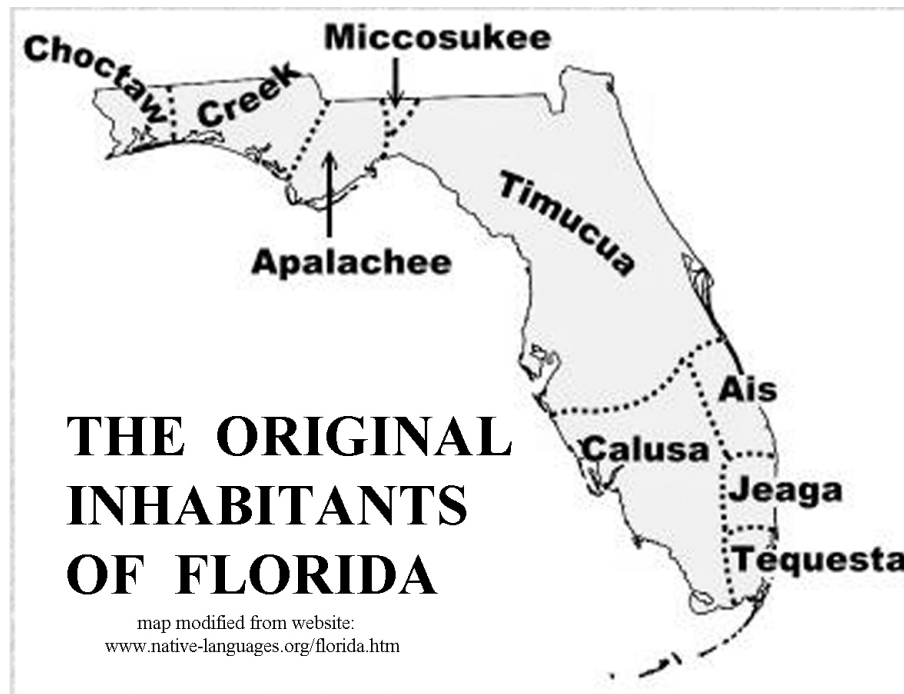 Miccosukee
Choctaw
Creek
Timucua
Apalachee
Ais
Calusa
Jeaga
Tequesta
THE ORIGINAL
INHABITANTS
OF FLORIDA
map modified from website:
www.native-languages.org/florida.htm